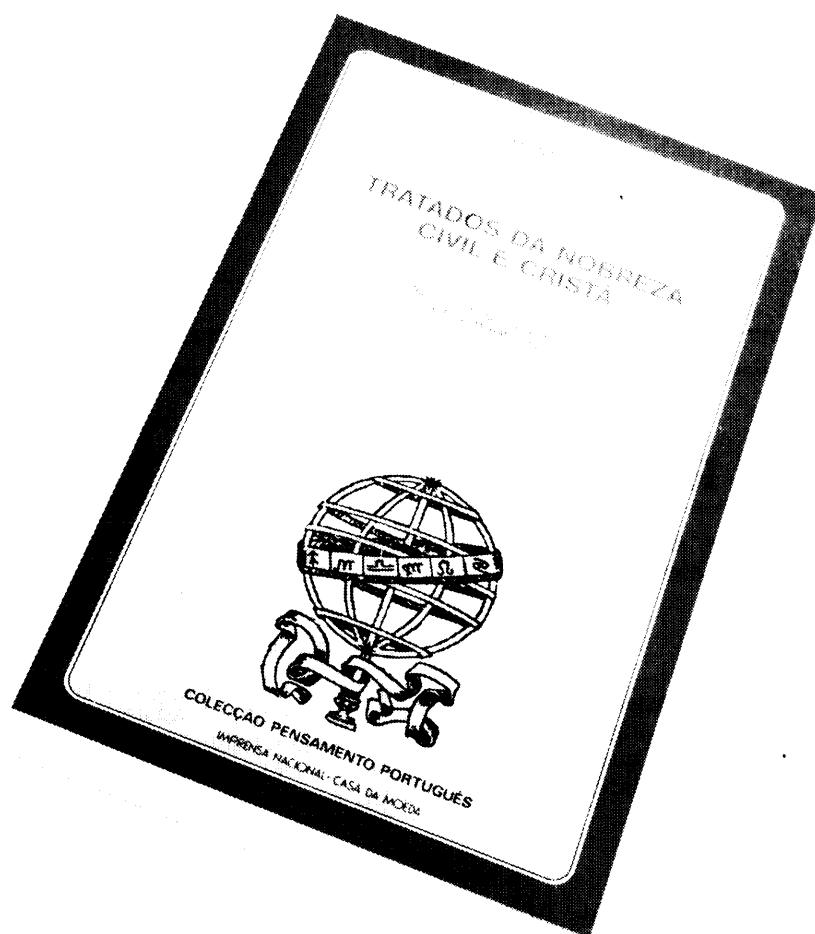 TRATADOS DA NOBREZA
CIVIL E CRISTÃ
COLECÇÃO PENSAMENTO PORTUGUÊS
IMPRENSA NACIONAL · CASA DA MOEDA